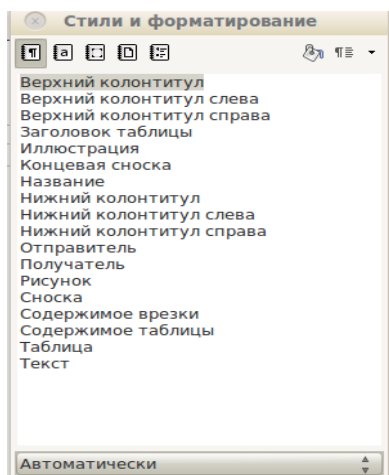 Стили и форматирование
Верхний колонтитул
Верхний колонтитул слева
Верхний колонтитул справа
Заголовок таблицы
Иллюстрация
Концевая сноска
Название
Нижний колонтитул
Нижний колонтитул слева
Нижний колонтитул справа
Отправитель
Получатель
Рисунок
Сноска
Содержимое врезки
Содержимое таблицы
Таблица
Текст
Автоматически